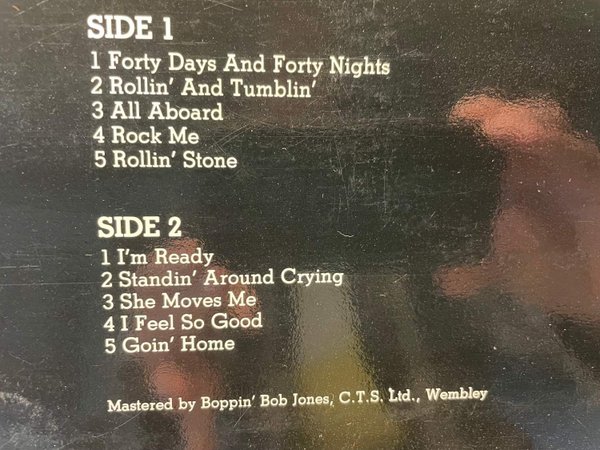 SIDE 1
1 Forty Days And Forty Nights
2 Rollin' And Tumblin'
3 All Aboard
4 Rock Me
5 Rollin' Stone
SIDE 2
1 I'm Ready
2 Standin' Around Crying
3 She Moves Me
4 I Feel So Good
5 Goin' Home
Mastered by Boppin' Bob Jones, C.T.S. Ltd., Wembley